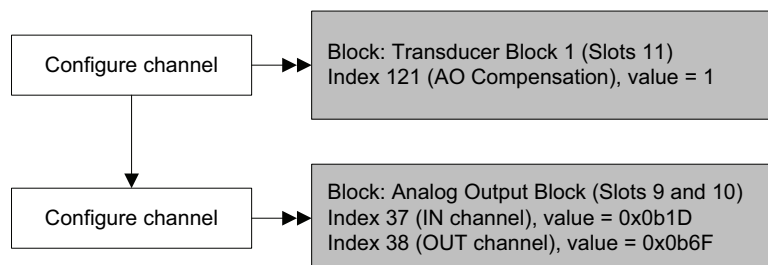 Configure channel
Block: Transducer Block 1 (Slots 11)
Index 121 (AO Compensation), value = 1
Configure channel
Block: Analog Output Block (Slots 9 and 10)
Index 37 (IN channel), value = 0x0b1D
Index 38 (OUT channel), value = 0x0b6F